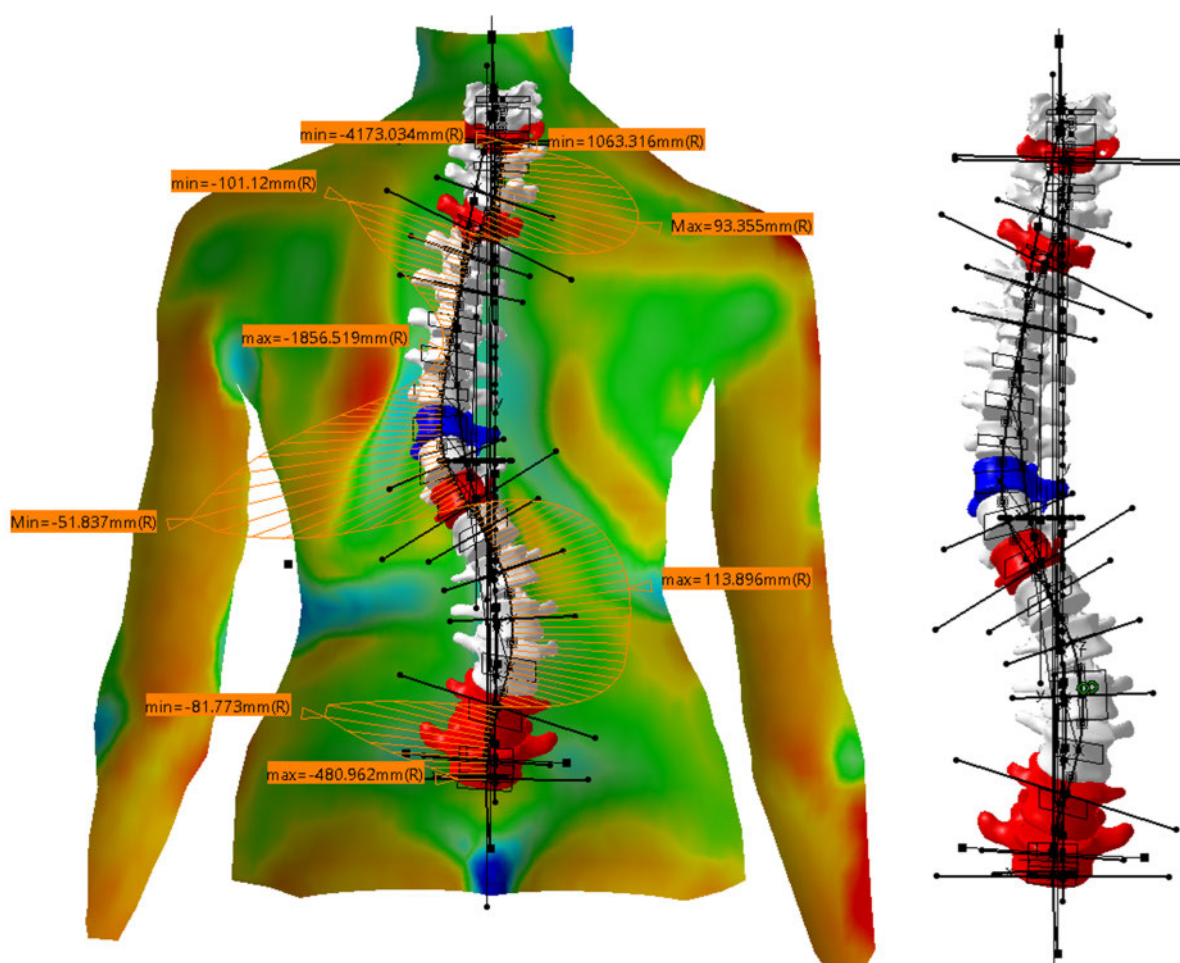 min=-4173.034mm(R)
min=1063.316mm(R)
min=-101.12mm(R)
Max=93.355mm(R)
max=-1856.519mm(R)
Min=-51.837mm(R)
max=113.896mm(R)
min=-81.773mm(R)
max=-480.962mm(R)